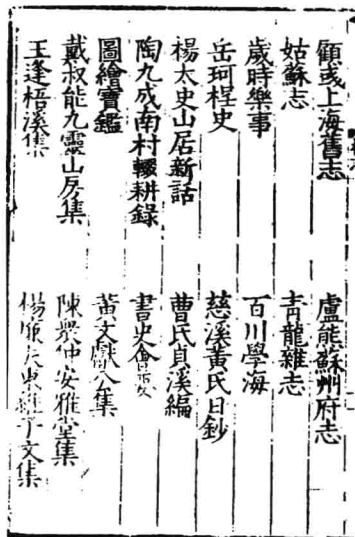 顧彧上海舊志 盧熊蘇州府志
姑蘇志 青龍雜志
歲時樂事 百川學海
岳珂桯史 慈溪黃氏日鈔
楊太史山居新話 曹氏貞溪編
陶九成南村輟耕錄 書史會要
圖繪寶鑑 黃文獻公集
戴叔能九靈山房集 陳衆仲安雅堂集
王逢梧溪集 楊廉夫東維子文集